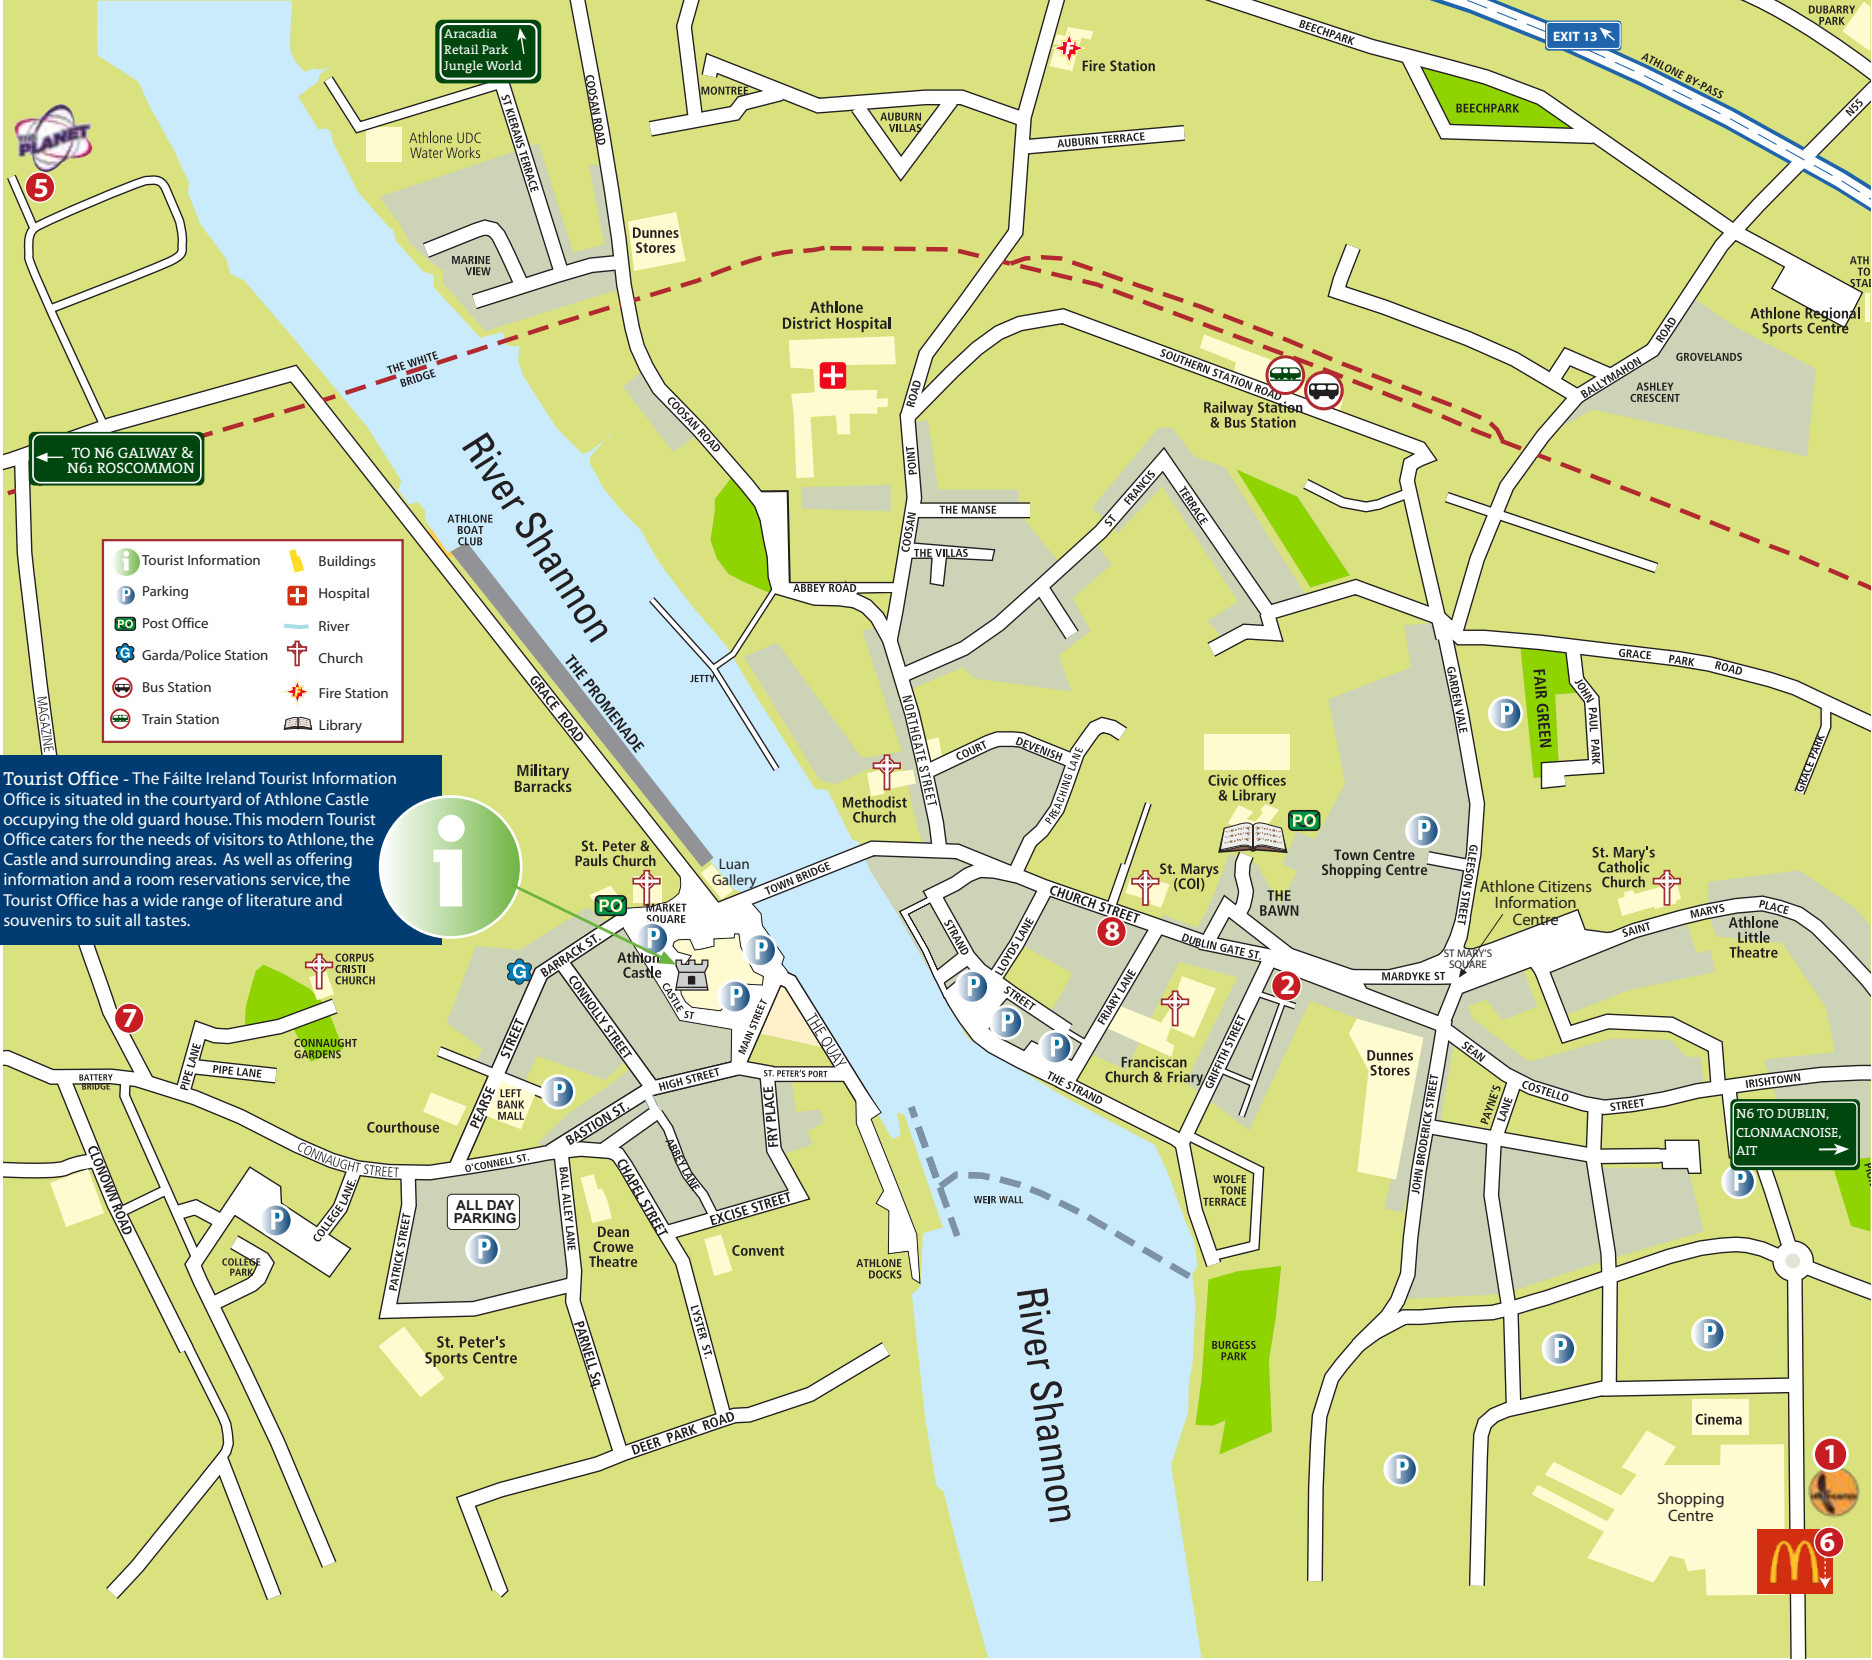 Aracadia
Retail Park
Jungle World
EXIT 13
ATHLONE BY-PASS
DUBARRY
PARK
N55
BEECHPARK
BEECHPARK
Fire Station
MONTREE
AUBURN
VILLAS
AUBURN TERRACE
COOSAN ROAD
ST KIERANS TERRACE
Athlone UDC
Water Works
THE
PLANET
5
MARINE
VIEW
Dunnes
Stores
THE WHITE
BRIDGE
Athlone
District Hospital
SOUTHERN STATION ROAD
Railway Station
& Bus Station
Athlone Regional
Sports Centre
ATH
TO
STA
GROVELANDS
ASHLEY
CRESCENT
BALLYMAHON
ROAD
TO N6 GALWAY &
N61 ROSCOMMON
COOSAN ROAD
COOSAN
POINT
ROAD
River Shannon
ATHLONE
BOAT
CLUB
THE MANSE
THE VILLAS
ST FRANCIS
TERRACE
ABBEY ROAD
Tourist Information
Parking
PO Post Office
G Garda/Police Station
Bus Station
Train Station
Buildings
Hospital
River
Church
Fire Station
Library
MAGAZINE
THE PROMENADE
GRACE ROAD
JETTY
NORTHGATE STREET
GARDEN VALE
GRACE PARK ROAD
FAIR GREEN
JOHN PAUL PARK
GRACE PARK
P
Military
Barracks
Methodist
Church
COURT DEVENISH
PREACHING LANE
Civic Offices
& Library
PO
P
Town Centre
Shopping Centre
GLEESON STREET
Tourist Office - The Fáilte Ireland Tourist Information
Office is situated in the courtyard of Athlone Castle
occupying the old guard house. This modern Tourist
Office caters for the needs of visitors to Athlone, the
Castle and surrounding areas. As well as offering
information and a room reservations service, the
Tourist Office has a wide range of literature and
souvenirs to suit all tastes.
i
St. Peter &
Pauls Church
Luan
Gallery
TOWN BRIDGE
PO
MARKET
SQUARE
P
P
P
Athlon
Castle
G
BARRACK ST.
CONNOLLY STREET
CASTLE ST
MAIN STREET
THE QUAY
CHURCH STREET
8
St. Marys
(COI)
THE
BAWN
DUBLIN GATE ST.
2
MARDYKE ST
ST MARY'S
SQUARE
Athlone Citizens
Information
Centre
St. Mary's
Catholic
Church
SAINT MARYS PLACE
Athlone
Little
Theatre
STRAND
STREET
LLOYDS LANE
FRIARY LANE
P
P
P
Franciscan
Church & Friary
GRIFFITH STREET
THE STRAND
Dunnes
Stores
JOHN BRODERICK STREET
SEAN COSTELLO STREET
PAYNE'S
LANE
IRISHTOWN
N6 TO DUBLIN,
CLONMACNOISE,
AIT
P
CORPUS
CRISTI
CHURCH
7
CONNAUGHT
GARDENS
PIPE LANE
PIPE LANE
BATTERY
BRIDGE
PEARSE STREET
LEFT
BANK
MALL
P
HIGH STREET
ST. PETER'S PORT
BASTION ST.
FRY PLACE
Courthouse
CONNAUGHT STREET
O'CONNELL ST.
ABBEY LANE
CHAPEL STREET
EXCISE STREET
CLONOWN ROAD
COLLEGE LANE
P
COLLEGE
PARK
PATRICK STREET
ALL DAY
PARKING
P
BALL ALLEY LANE
Dean
Crowe
Theatre
Convent
ATHLONE
DOCKS
WEIR WALL
WOLFE
TONE
TERRACE
St. Peter's
Sports Centre
PARNELL Sq.
LYSTER ST.
DEER PARK ROAD
River Shannon
BURGESS
PARK
P
P
P
Cinema
Shopping
Centre
1
6